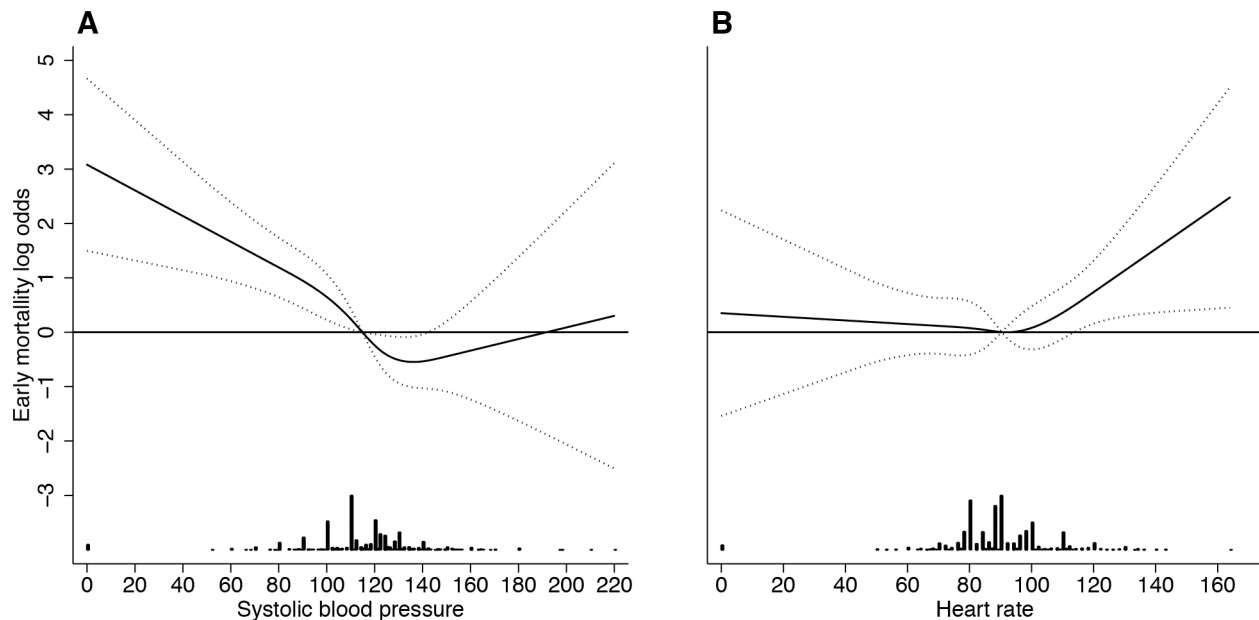 A B
Early mortallity log odds
5
4
3
2
1
0
−1
−2
−3
0 20 40 60 80 100 120 140 160 180 200 220
Systolic blood pressure
0 20 40 60 80 100 120 140 160
Heart rate